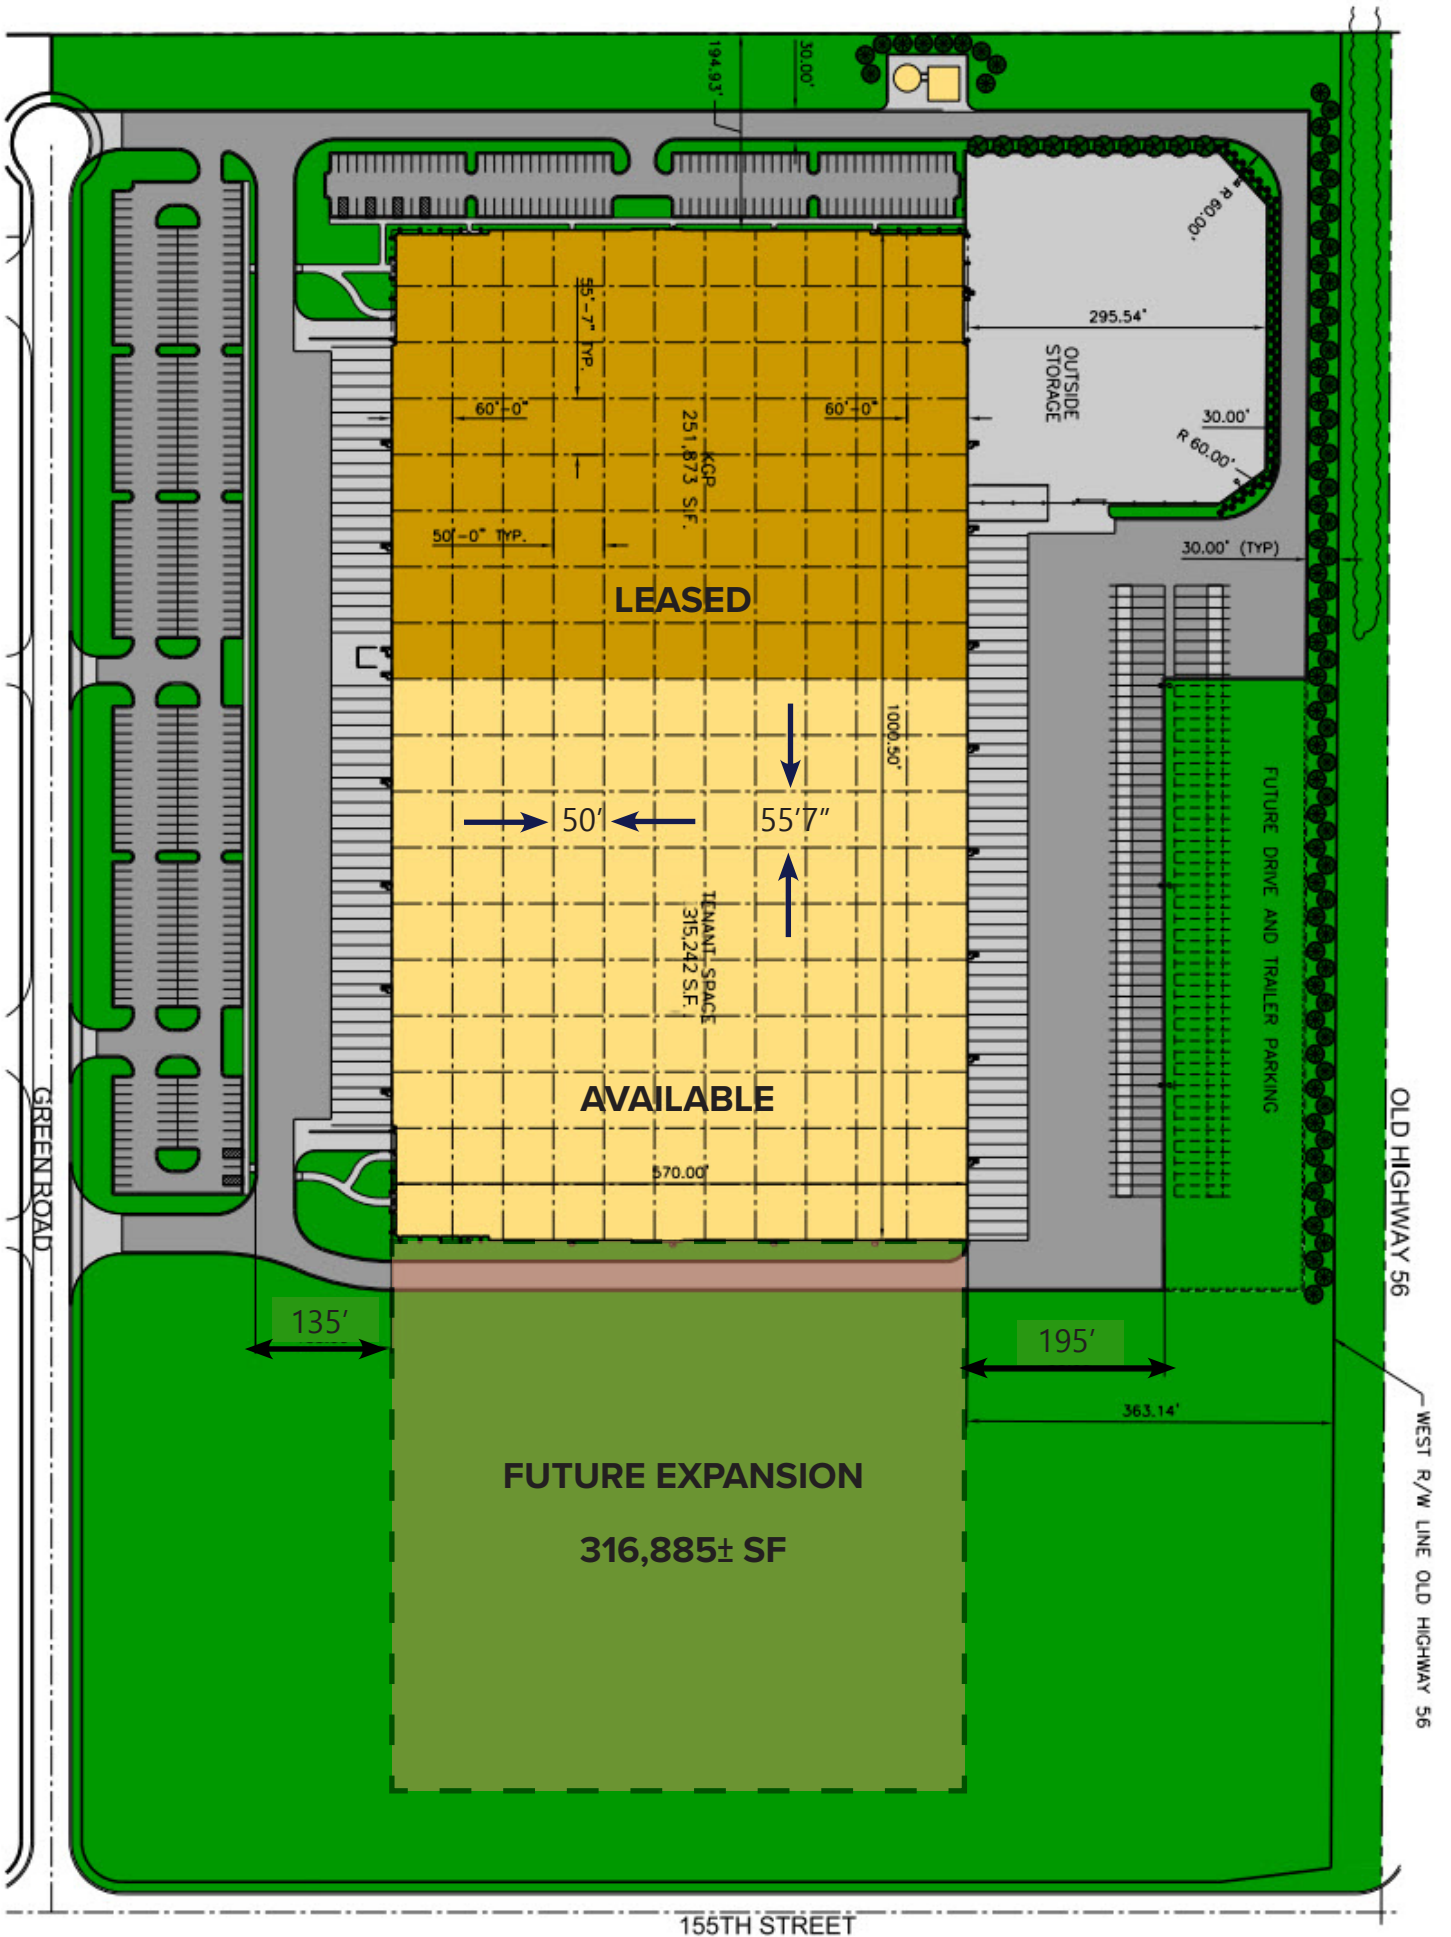 30.00'
194.93'
R 60.00'
295.54'
OUTSIDE
STORAGE
55'-7" TYP.
60'-0"
60'-0"
30.00'
R 60.00'
KGP
251,873 S.F.
50'-0" TYP.
30.00' (TYP)
LEASED
1000.50'
50'
55'7"
FUTURE DRIVE AND TRAILER PARKING
TENANT SPACE
315,242 S.F.
AVAILABLE
570.00'
GREEN ROAD
OLD HIGHWAY 56
135'
195'
363.14'
WEST R/W LINE OLD HIGHWAY 56
FUTURE EXPANSION
316,885± SF
155TH STREET